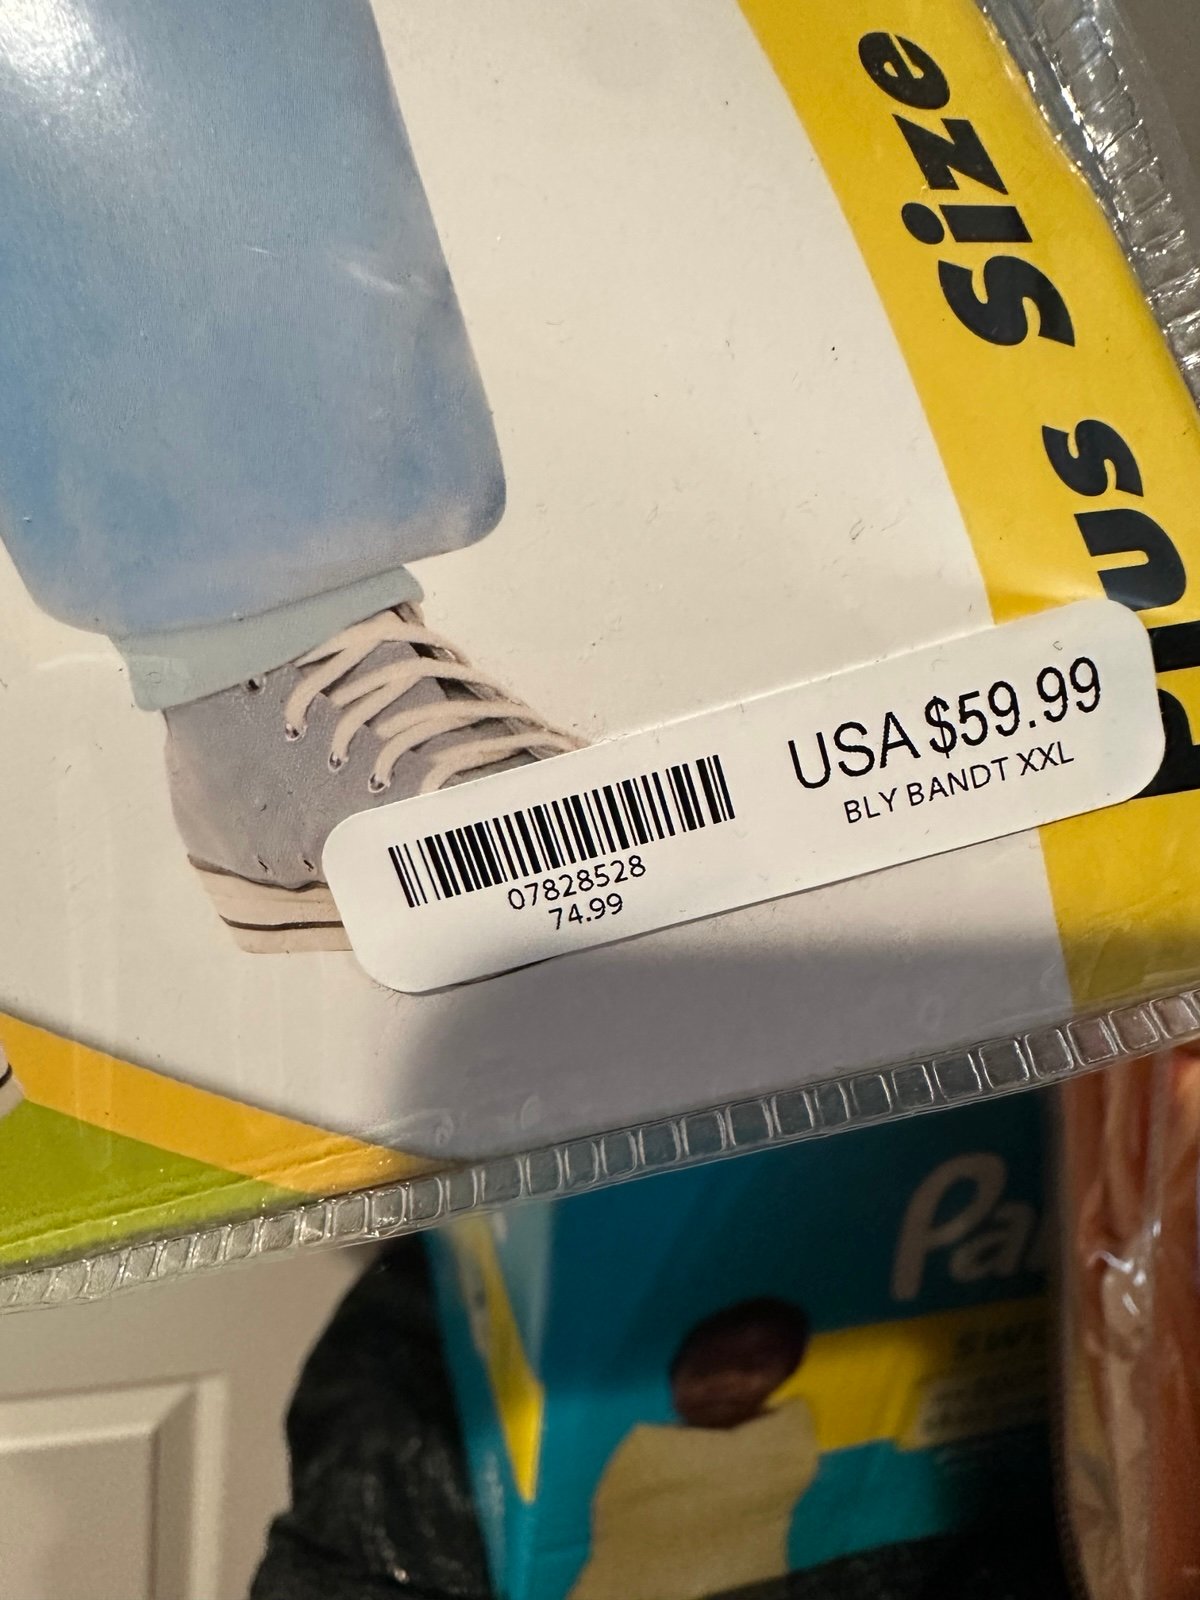 Plus Size
USA $59.99
BLY BANDT XXL
07828528
74.99
Pa